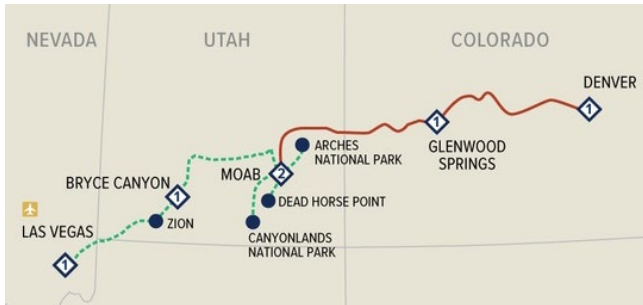 NEVADA
UTAH
COLORADO
DENVER
1
1
GLENWOOD
SPRINGS
ARCHES
NATIONAL PARK
MOAB
2
BRYCE CANYON
1
DEAD HORSE POINT
ZION
CANYONLANDS
NATIONAL PARK
LAS VEGAS
1